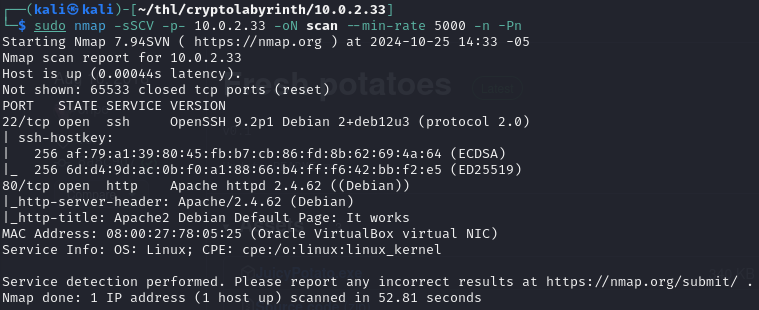 ┌──(kali㉿kali)-[~/thl/cryptolabyrinth/10.0.2.33]
└─$ sudo nmap -sSCV -p- 10.0.2.33 -oN scan --min-rate 5000 -n -Pn
Starting Nmap 7.94SVN ( https://nmap.org ) at 2024-10-25 14:33 -05
Nmap scan report for 10.0.2.33
Host is up (0.00044s latency).
Not shown: 65533 closed tcp ports (reset)
PORT   STATE SERVICE VERSION
22/tcp open  ssh     OpenSSH 9.2p1 Debian 2+deb12u3 (protocol 2.0)
| ssh-hostkey:
|   256 af:79:a1:39:80:45:fb:b7:cb:86:fd:8b:62:69:4a:64 (ECDSA)
|_  256 6d:d4:9d:ac:0b:f0:a1:88:66:b4:ff:f6:42:bb:f2:e5 (ED25519)
80/tcp open  http    Apache httpd 2.4.62 ((Debian))
|_http-server-header: Apache/2.4.62 (Debian)
|_http-title: Apache2 Debian Default Page: It works
MAC Address: 08:00:27:78:05:25 (Oracle VirtualBox virtual NIC)
Service Info: OS: Linux; CPE: cpe:/o:linux:linux_kernel

Service detection performed. Please report any incorrect results at https://nmap.org/submit/ .
Nmap done: 1 IP address (1 host up) scanned in 52.81 seconds
Fresh potatoes